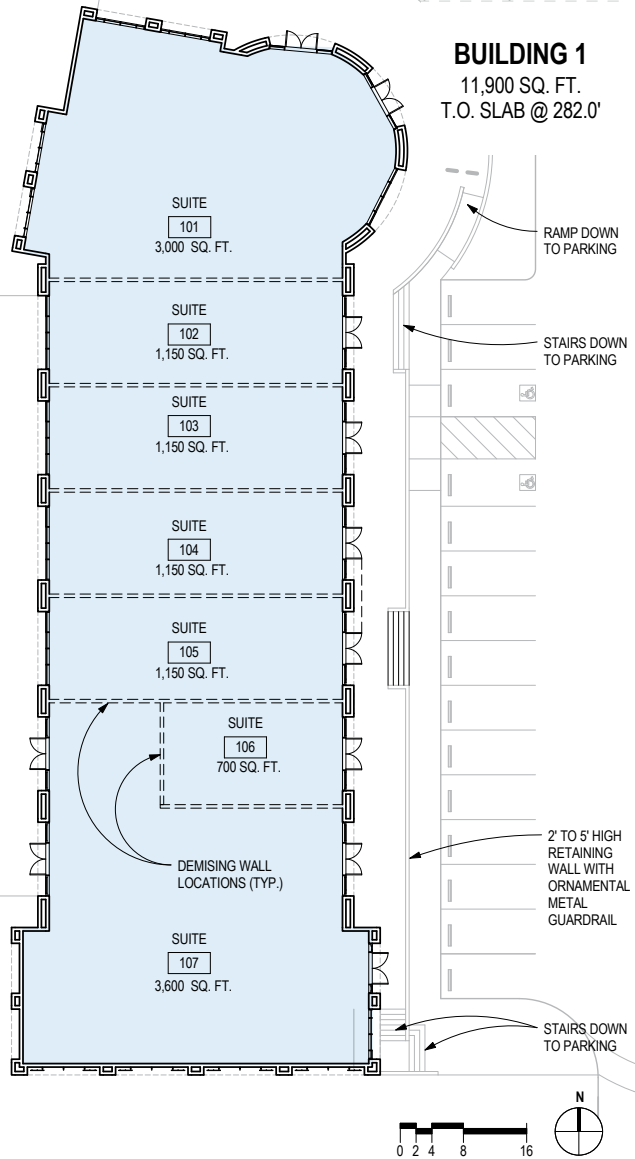 BUILDING 1
11,900 SQ. FT.
T.O. SLAB @ 282.0'
SUITE
101
3,000 SQ. FT.
RAMP DOWN
TO PARKING
SUITE
102
1,150 SQ. FT.
STAIRS DOWN
TO PARKING
SUITE
103
1,150 SQ. FT.
SUITE
104
1,150 SQ. FT.
SUITE
105
1,150 SQ. FT.
SUITE
106
700 SQ. FT.
DEMISING WALL
LOCATIONS (TYP.)
2' TO 5' HIGH
RETAINING
WALL WITH
ORNAMENTAL
METAL
GUARDRAIL
SUITE
107
3,600 SQ. FT.
STAIRS DOWN
TO PARKING
N
0 2 4 8 16